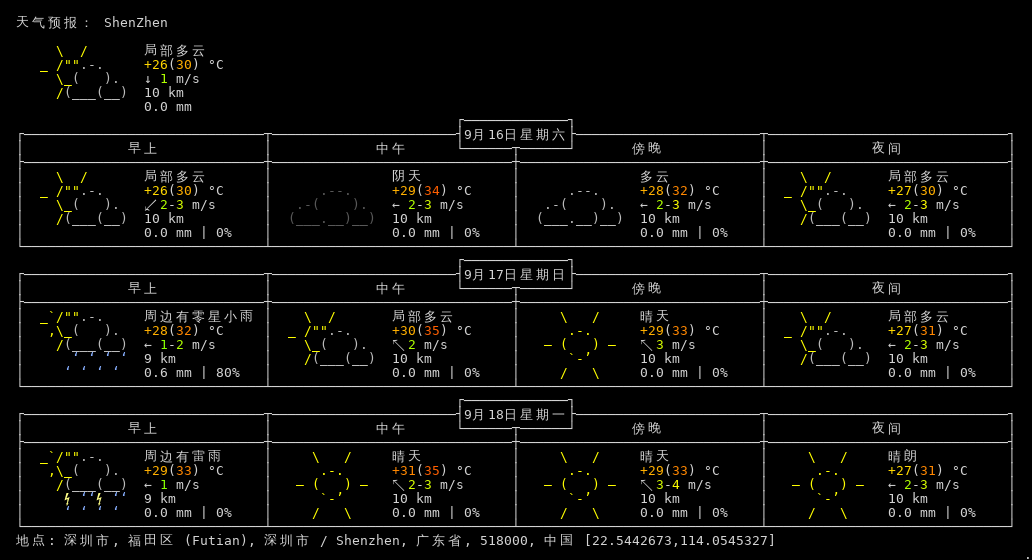 天气预报： ShenZhen
局部多云
+26(30) °C
↓ 1 m/s
10 km
0.0 mm
9月16日星期六
早上 中午 傍晚 夜间
局部多云 阴天 多云 局部多云
+26(30) °C +29(34) °C +28(32) °C +27(30) °C
↙ 2-3 m/s ← 2-3 m/s ← 2-3 m/s ← 2-3 m/s
10 km 10 km 10 km 10 km
0.0 mm | 0% 0.0 mm | 0% 0.0 mm | 0% 0.0 mm | 0%
9月17日星期日
早上 中午 傍晚 夜间
周边有零星小雨 局部多云 晴天 局部多云
+28(32) °C +30(35) °C +29(33) °C +27(31) °C
← 1-2 m/s ↖ 2 m/s ↖ 3 m/s ← 2-3 m/s
9 km 10 km 10 km 10 km
0.6 mm | 80% 0.0 mm | 0% 0.0 mm | 0% 0.0 mm | 0%
9月18日星期一
早上 中午 傍晚 夜间
周边有雷雨 晴天 晴天 晴朗
+29(33) °C +31(35) °C +29(33) °C +27(31) °C
← 1 m/s ↖ 2-3 m/s ↖ 3-4 m/s ← 2-3 m/s
9 km 10 km 10 km 10 km
0.0 mm | 0% 0.0 mm | 0% 0.0 mm | 0% 0.0 mm | 0%
地点: 深圳市, 福田区 (Futian), 深圳市 / Shenzhen, 广东省, 518000, 中国 [22.5442673,114.0545327]